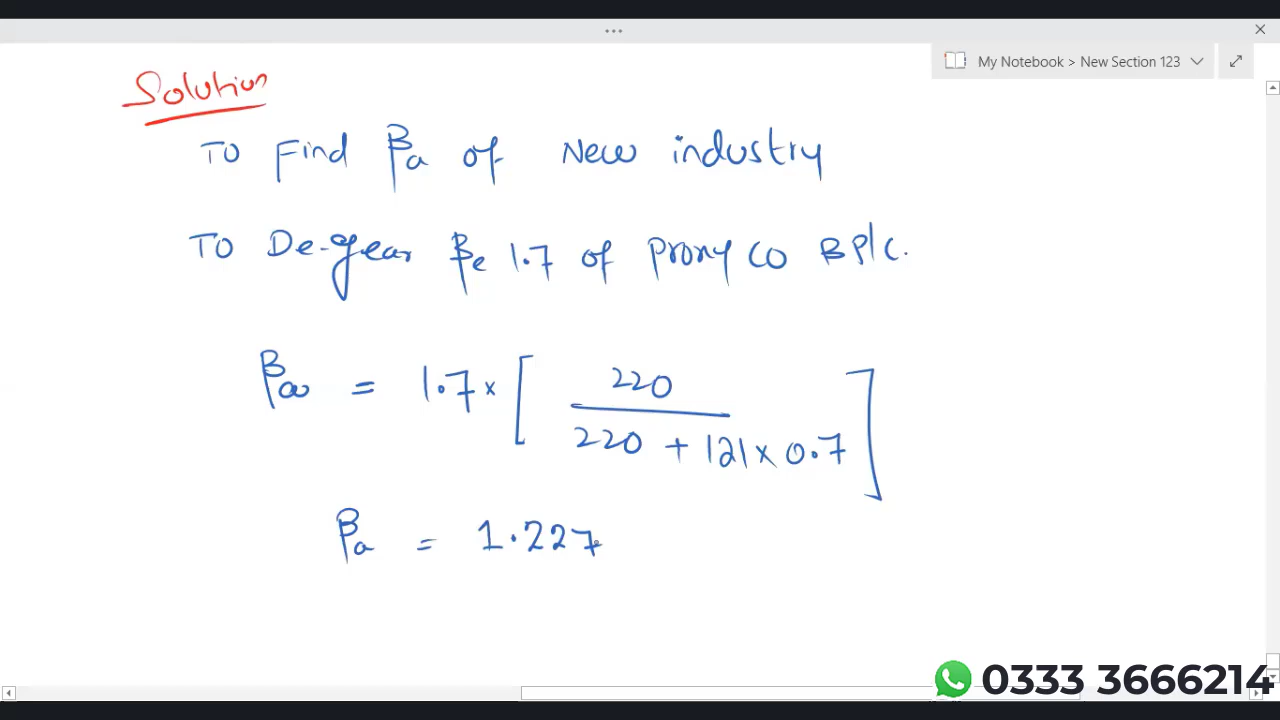 My Notebook > New Section 123
Solution
To Find βa of New industry
To De-gear βe 1.7 of Proxy CO B Plc.
βa = 1.7 × [ 220
220 + 121 × 0.7 ]
βa = 1.227
0333 3666214